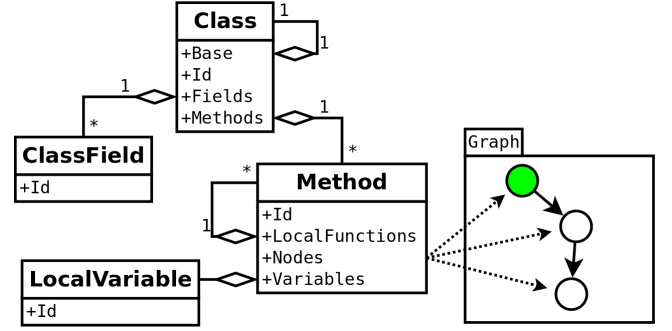 Class
1
+Base
1
+Id
+Fields
+Methods
1
*
1
*
ClassField
+Id
Graph
Method
*
+Id
+LocalFunctions
1
+Nodes
+Variables
LocalVariable
+Id